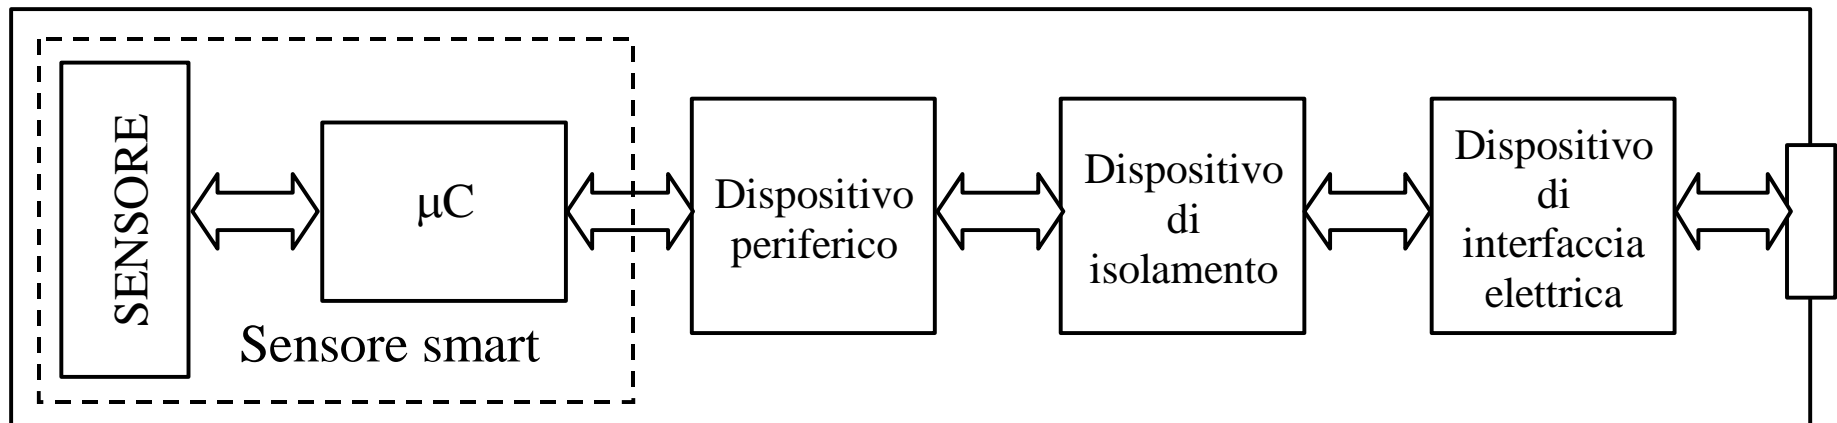 SENSORE
μC
Sensore smart
Dispositivo
periferico
Dispositivo
di
isolamento
Dispositivo
di
interfaccia
elettrica